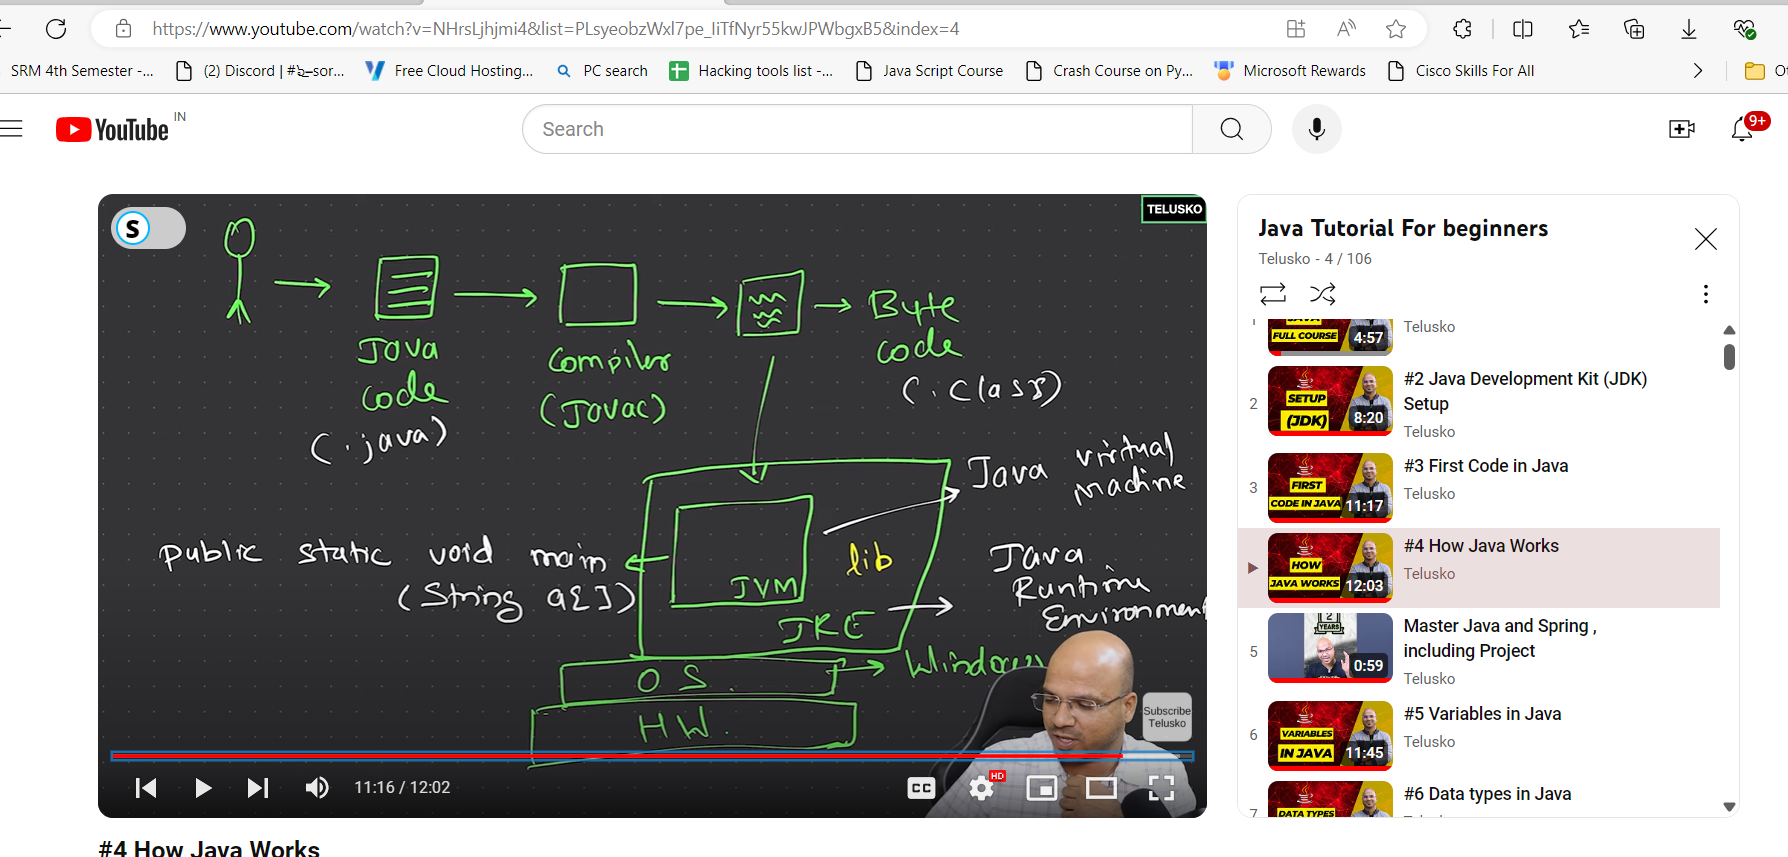 https://www.youtube.com/watch?v=NHrsLjhjmi4&list=PLsyeobzWxl7pe_IiTfNyr55kwJPWbgxB5&index=4
SRM 4th Semester -...
(2) Discord | #
sor...
Free Cloud Hosting...
PC search
Hacking tools list -...
Java Script Course
Crash Course on Py...
Microsoft Rewards
Cisco Skills For All
YouTube IN
Search
9+
S
TELUSKO
Java
code
(.java)
Compiler
(Javac)
Byte
code
(.class)
Java virtual
machine
public static void main
(String a[])
lib
JVM
JRE
Java
Runtime
Environment
OS
Windows
HW
Subscribe
Telusko
11:16 / 12:02
CC
HD
#4 How Java Works
Java Tutorial For beginners
Telusko - 4 / 106
1
FULL COURSE
4:57
Telusko
2
SETUP
(JDK)
8:20
#2 Java Development Kit (JDK)
Setup
Telusko
3
FIRST
CODE IN JAVA
11:17
#3 First Code in Java
Telusko
HOW
JAVA WORKS
12:03
#4 How Java Works
Telusko
5
2
YEARS
0:59
Master Java and Spring ,
including Project
Telusko
6
VARIABLES
IN JAVA
11:45
#5 Variables in Java
Telusko
7
DATA TYPES
#6 Data types in Java